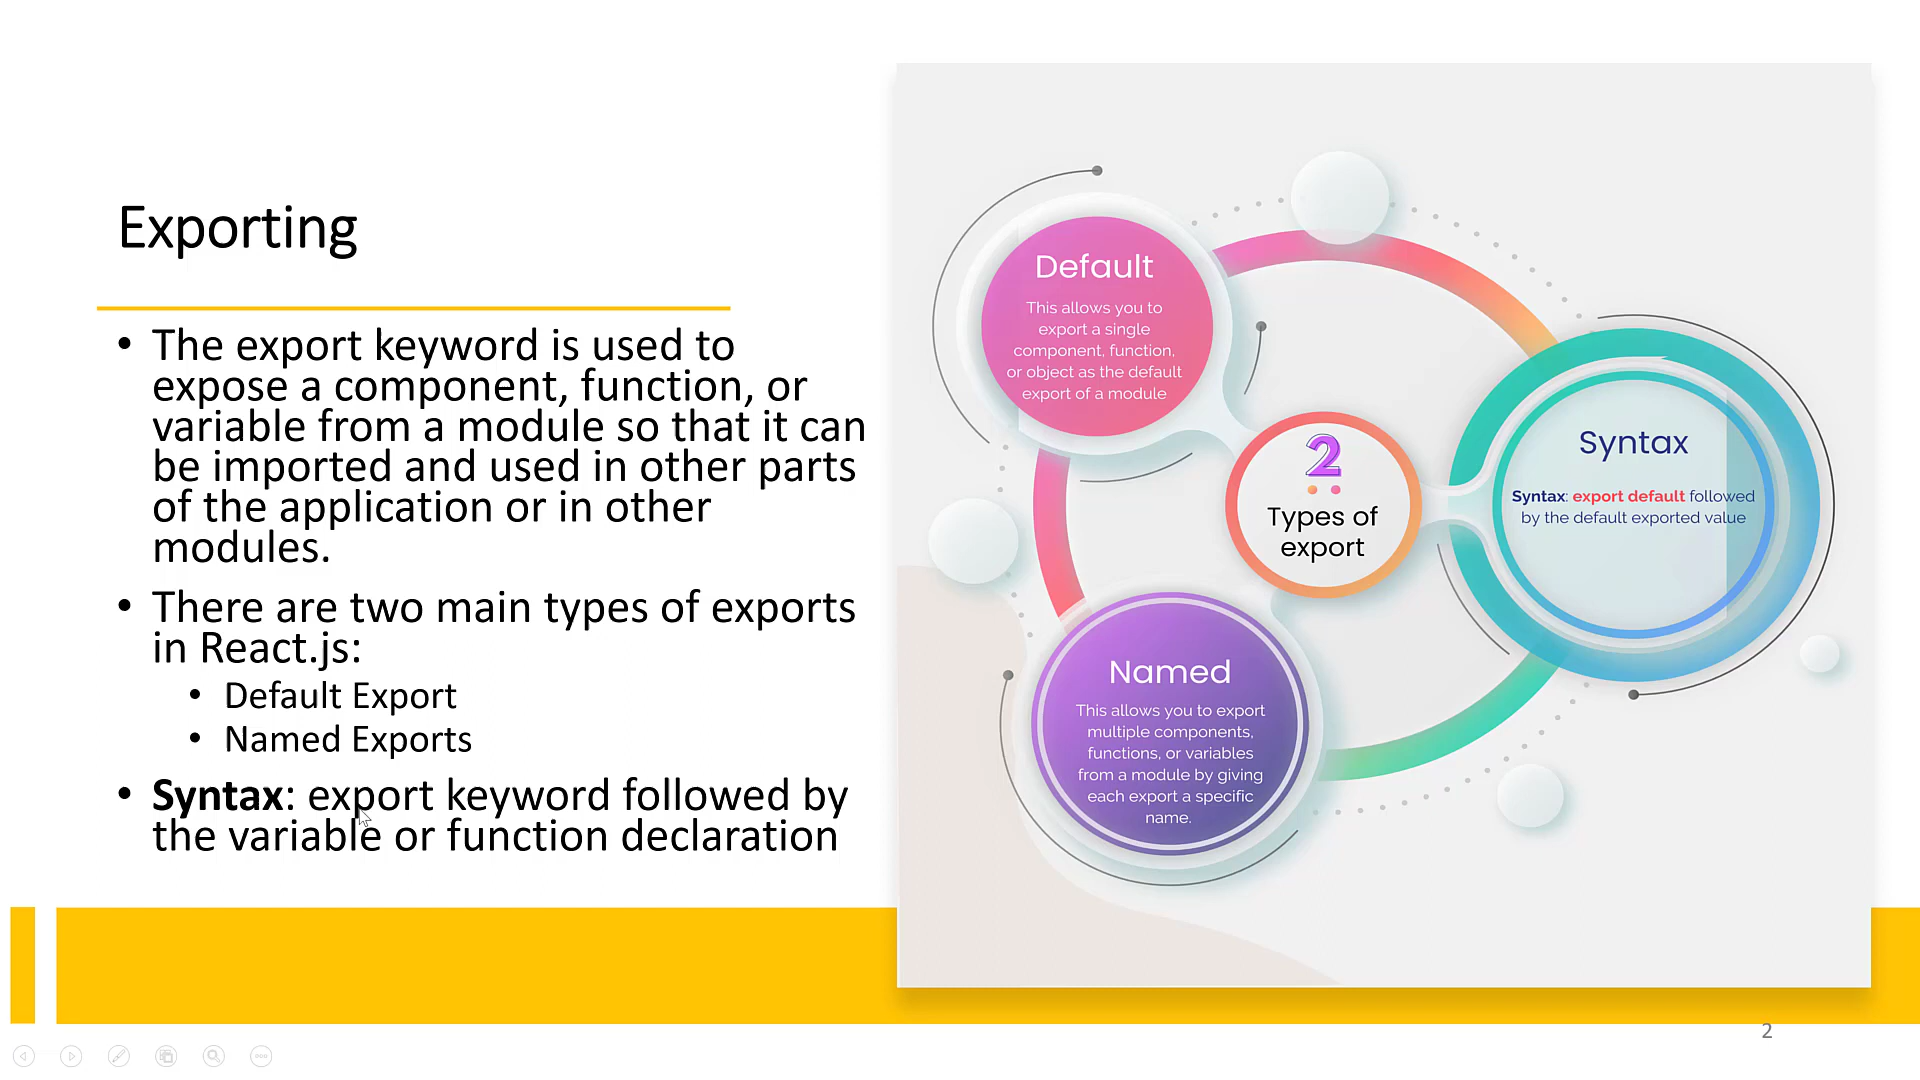 Exporting
• The export keyword is used to
expose a component, function, or
variable from a module so that it can
be imported and used in other parts
of the application or in other
modules.
• There are two main types of exports
in React.js:
• Default Export
• Named Exports
• Syntax: export keyword followed by
the variable or function declaration
Default
This allows you to
export a single
component, function,
or object as the default
export of a module
2
Types of
export
Syntax
Syntax: export default followed
by the default exported value
Named
This allows you to export
multiple components,
functions, or variables
from a module by giving
each export a specific
name.
2